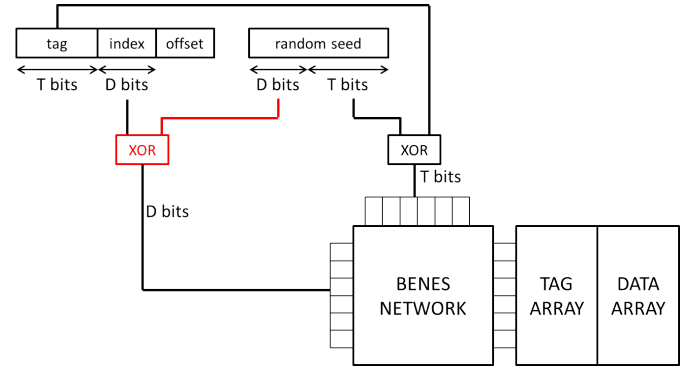 tag index offset
random seed
T bits D bits
D bits T bits
XOR
XOR
T bits
D bits
BENES
NETWORK
TAG
ARRAY
DATA
ARRAY